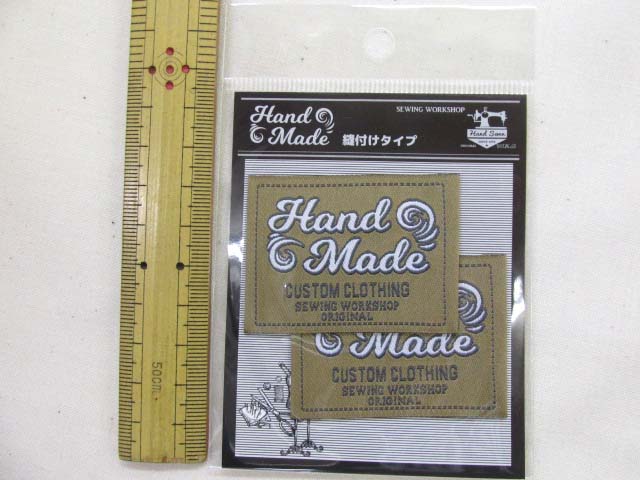 Hand
Made
縫付けタイプ
SEWING WORKSHOP
Hand Sewn
Hand
Made
CUSTOM CLOTHING
SEWING WORKSHOP
ORIGINAL
Made
CUSTOM CLOTHING
SEWING WORKSHOP
ORIGINAL
50cm